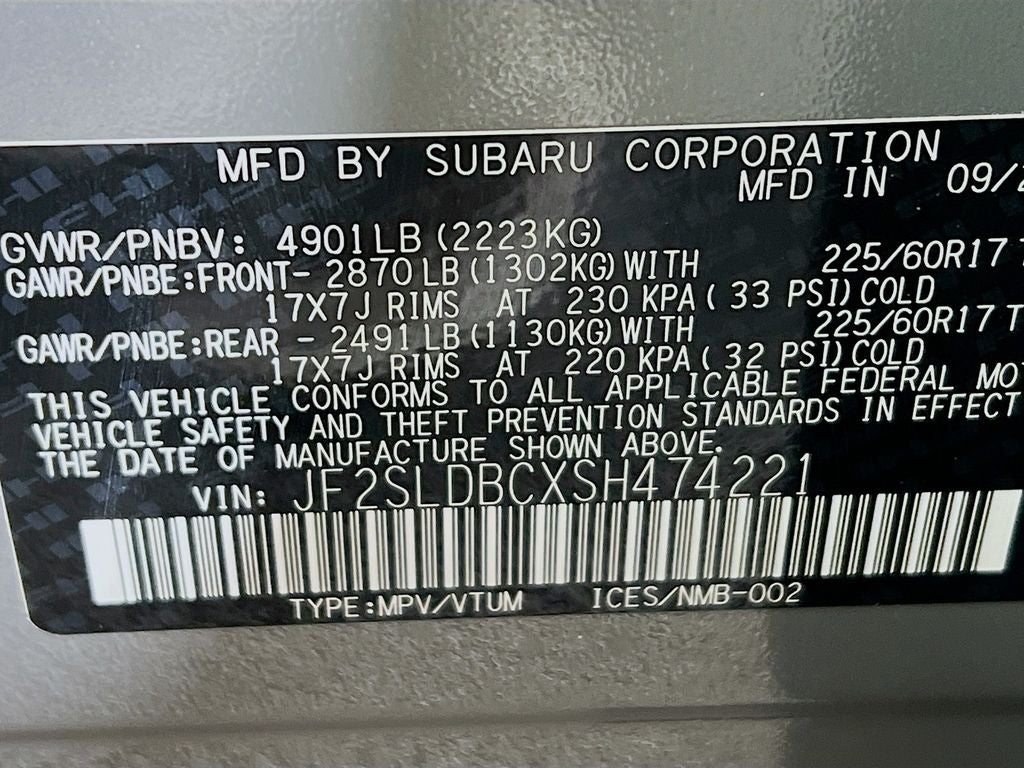 MFD BY SUBARU CORPORATION
MFD IN 09/2
GVWR/PNBV: 4901LB (2223KG)
GAWR/PNBE:FRONT- 2870LB(1302KG)WITH 225/60R17 T
17X7J RIMS AT 230 KPA( 33 PSI)COLD
GAWR/PNBE:REAR - 2491LB(1130KG)WITH 225/60R17 T
17X7J RIMS AT 220 KPA( 32 PSI)COLD
THIS VEHICLE CONFORMS TO ALL APPLICABLE FEDERAL MOT
VEHICLE SAFETY AND THEFT PREVENTION STANDARDS IN EFFECT
THE DATE OF MANUFACTURE SHOWN ABOVE.
VIN: JF2SLDBCXSH474221
TYPE:MPV/VTUM ICES/NMB-002